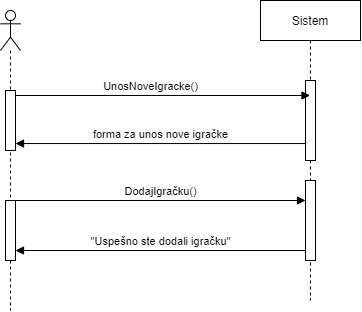 Sistem
UnosNoveIgracke()
forma za unos nove igračke
DodajIgračku()
"Uspešno ste dodali igračku"